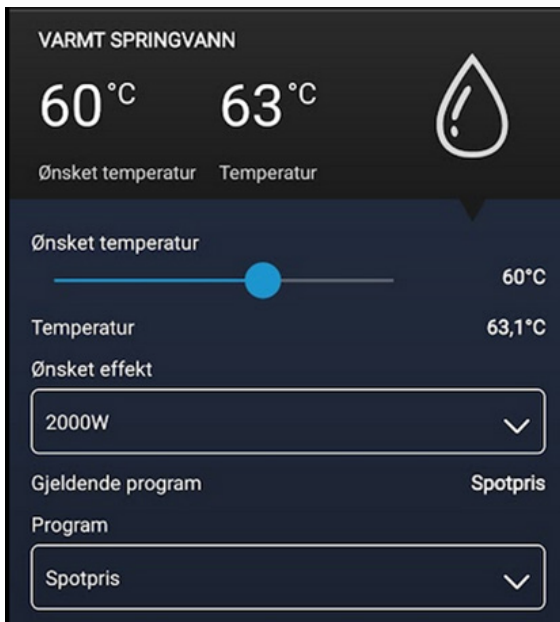 VARMT SPRINGVANN
60°C 63°C
Ønsket temperatur Temperatur
Ønsket temperatur
60°C
Temperatur 63,1°C
Ønsket effekt
2000W
Gjeldende program Spotpris
Program
Spotpris